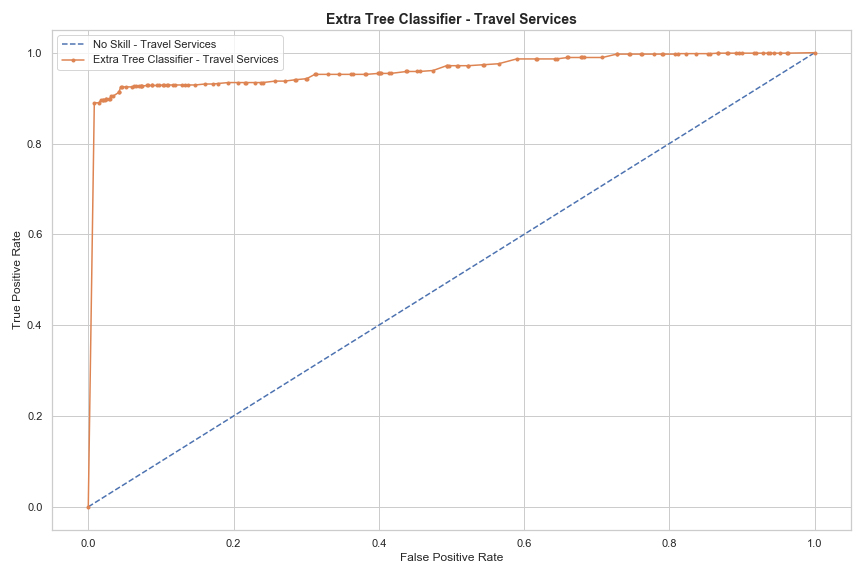 Extra Tree Classifier - Travel Services
No Skill - Travel Services
Extra Tree Classifier - Travel Services
True Positive Rate
1.0
0.8
0.6
0.4
0.2
0.0
0.0
0.2
0.4
0.6
0.8
1.0
False Positive Rate